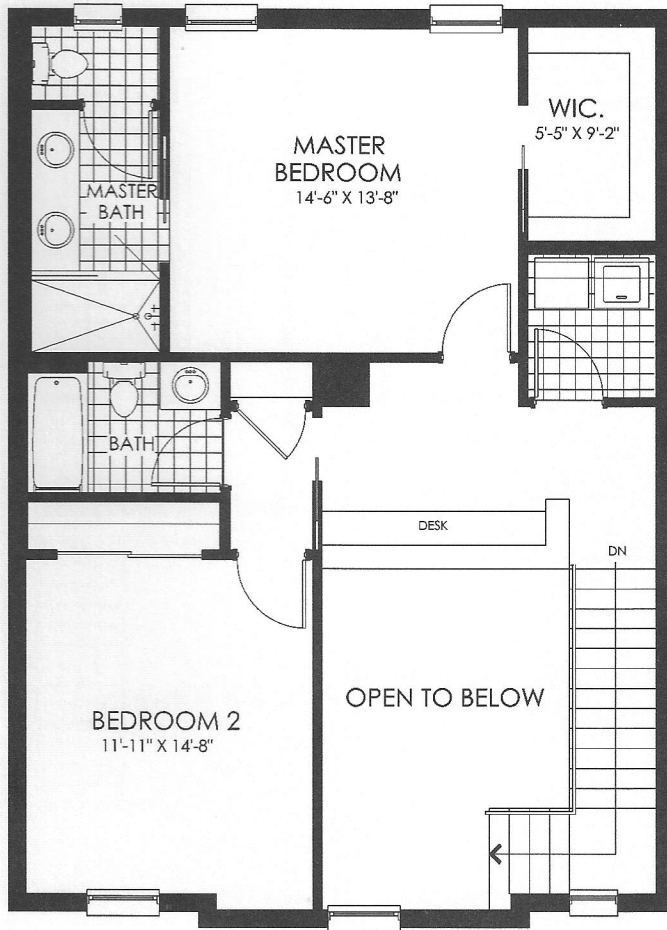 MASTER
BEDROOM
14'-6" X 13'-8"
WIC.
5'-5" X 9'-2"
MASTER
BATH
BATH
DESK
DN
OPEN TO BELOW
BEDROOM 2
11'-11" X 14'-8"